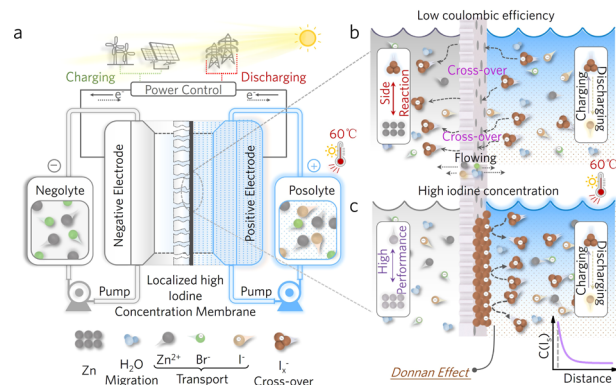 a
Charging
Discharging
e⁻
Power Control
e⁻
60℃
−
+
Negolyte
Negative Electrode
Positive Electrode
Posolyte
Pump
Pump
Localized high
Iodine
Concentration Membrane
Zn
H₂O
Zn²⁺
Br⁻
I⁻
Iₓ⁻
Migration
Transport
Cross-over
b
Low coulombic efficiency
Side
Reaction
Cross-over
Cross-over
Charging
Discharging
Flowing
60℃
High iodine concentration
c
High
Performance
Charging
Discharging
Donnan Effect
Distance